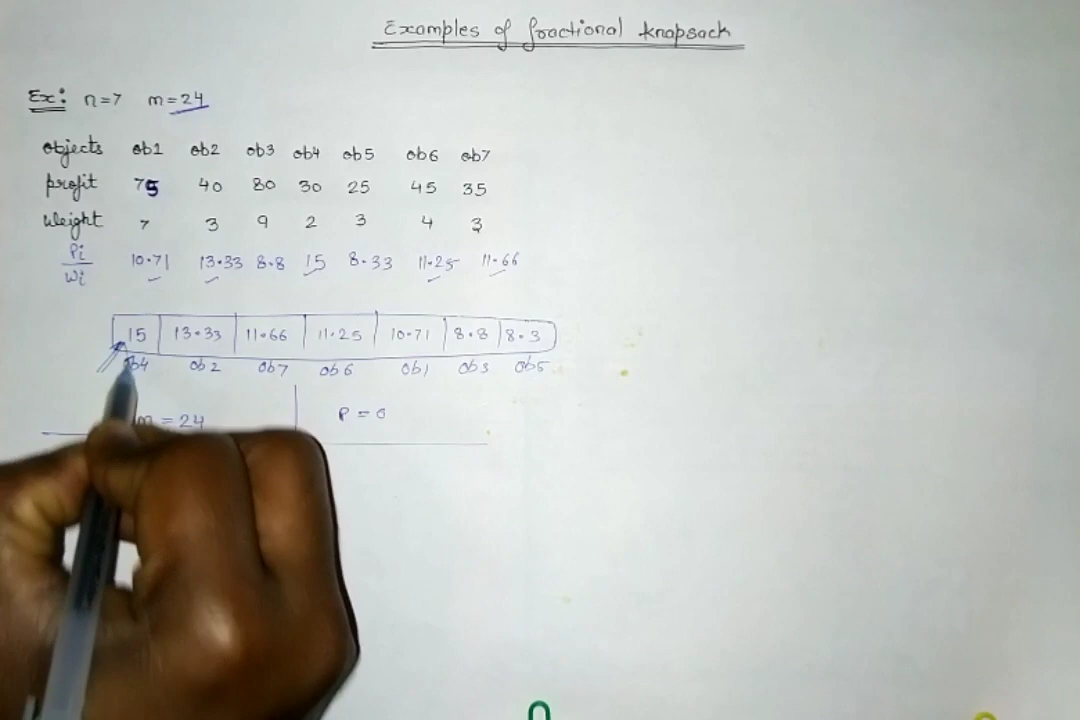 Examples of fractional knapsack
Ex: n=7 m=24
objects ob1 ob2 ob3 ob4 ob5 ob6 ob7
profit 75 40 80 30 25 45 35
Weight 7 3 9 2 3 4 3
Pi/Wi 10.71 13.33 8.8 15 8.33 11.25 11.66
15 13.33 11.66 11.25 10.71 8.8 8.3
ob4 ob2 ob7 ob6 ob1 ob3 ob5
m = 24 P = 0